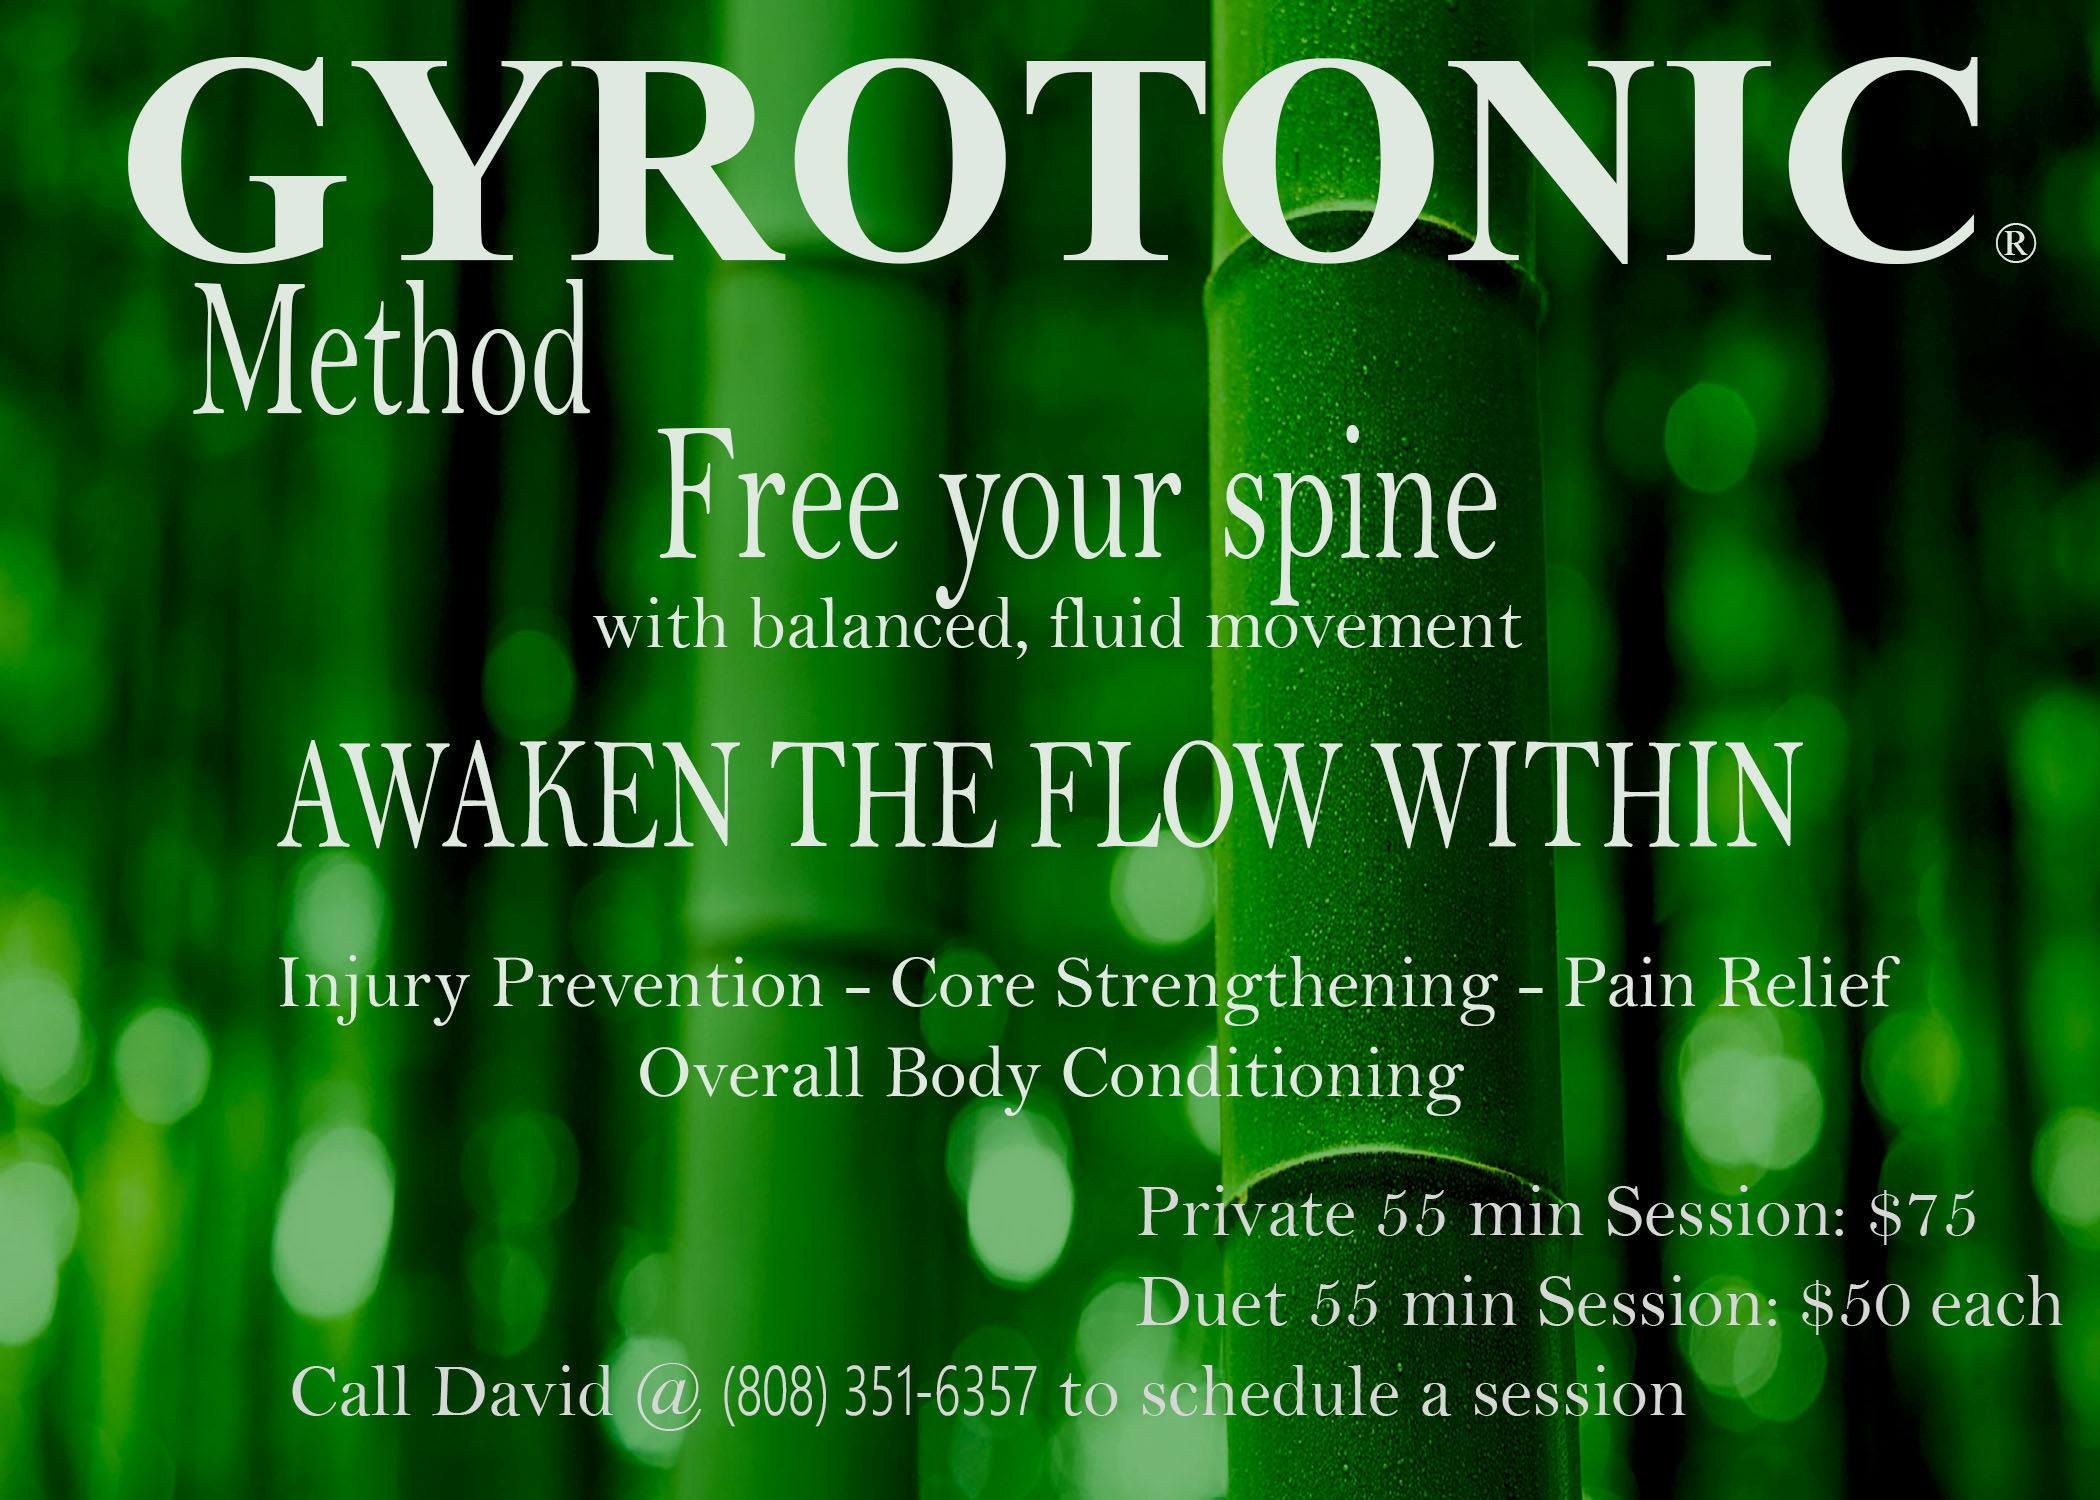 GYROTONIC®
Method
Free your spine
with balanced, fluid movement
AWAKEN THE FLOW WITHIN
Injury Prevention - Core Strengthening - Pain Relief
Overall Body Conditioning
Private 55 min Session: $75
Duet 55 min Session: $50 each
Call David @ (808) 351-6357 to schedule a session